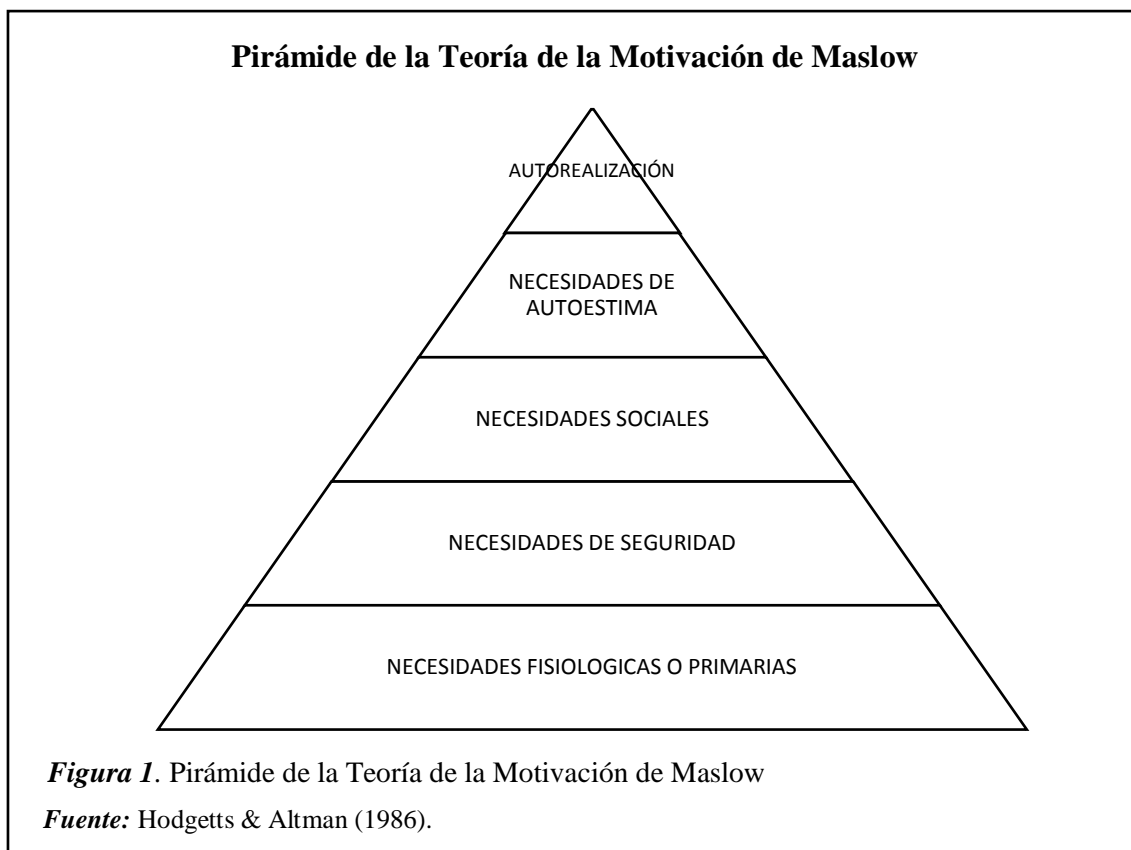 Pirámide de la Teoría de la Motivación de Maslow
AUTOREALIZACIÓN
NECESIDADES DE
AUTOESTIMA
NECESIDADES SOCIALES
NECESIDADES DE SEGURIDAD
NECESIDADES FISIOLOGICAS O PRIMARIAS
Figura 1. Pirámide de la Teoría de la Motivación de Maslow
Fuente: Hodgetts & Altman (1986).